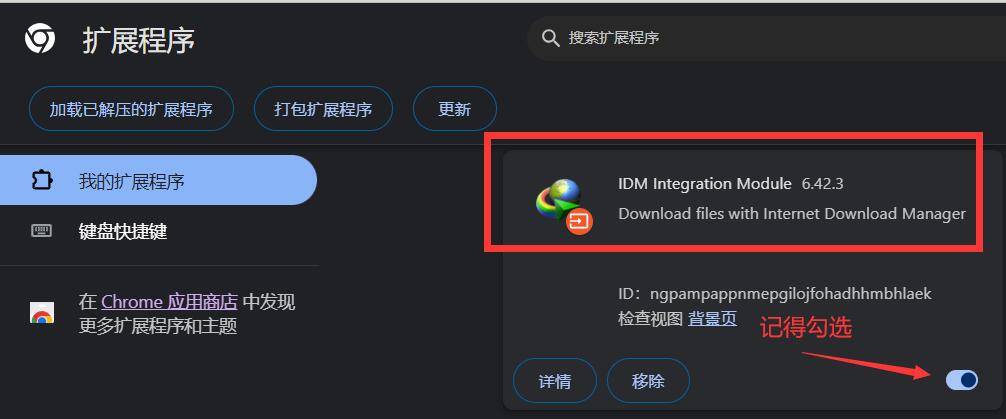 扩展程序
搜索扩展程序
加载已解压的扩展程序
打包扩展程序
更新
我的扩展程序
键盘快捷键
在 Chrome 应用商店 中发现
更多扩展程序和主题
IDM Integration Module 6.42.3
Download files with Internet Download Manager
ID：ngpampappnmepgilojfohadhhmbhlaek
检查视图 背景页
记得勾选
详情
移除